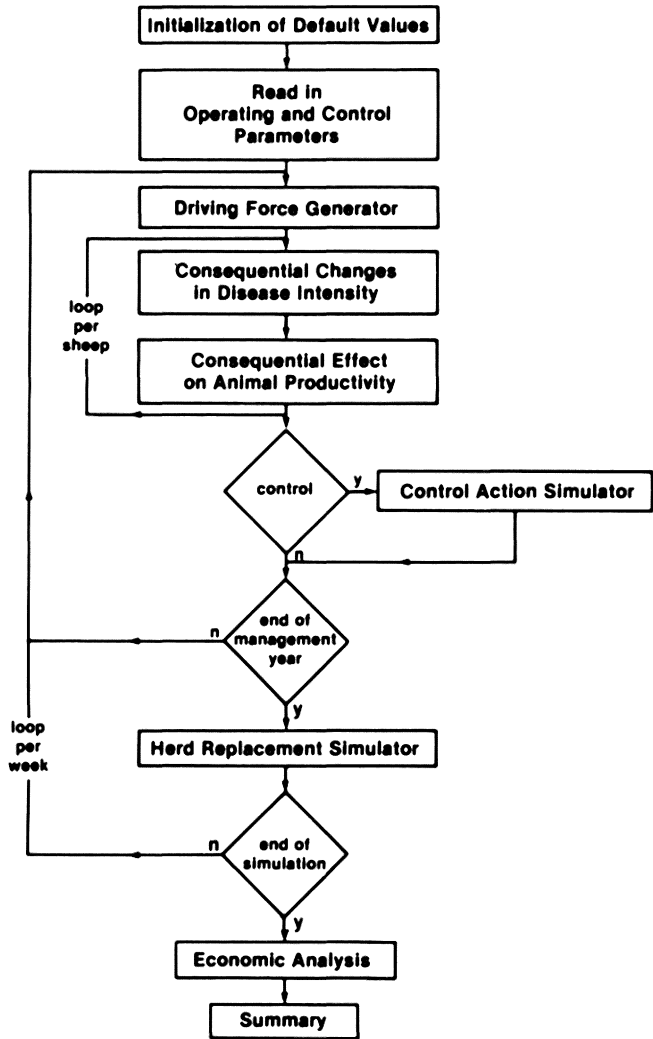 Initialization of Default Values
Read in
Operating and Control
Parameters
Driving Force Generator
Consequential Changes
in Disease Intensity
loop
per
sheep
Consequential Effect
on Animal Productivity
control
y
Control Action Simulator
n
end of
management
year
n
y
loop
per
week
Herd Replacement Simulator
end of
simulation
n
y
Economic Analysis
Summary